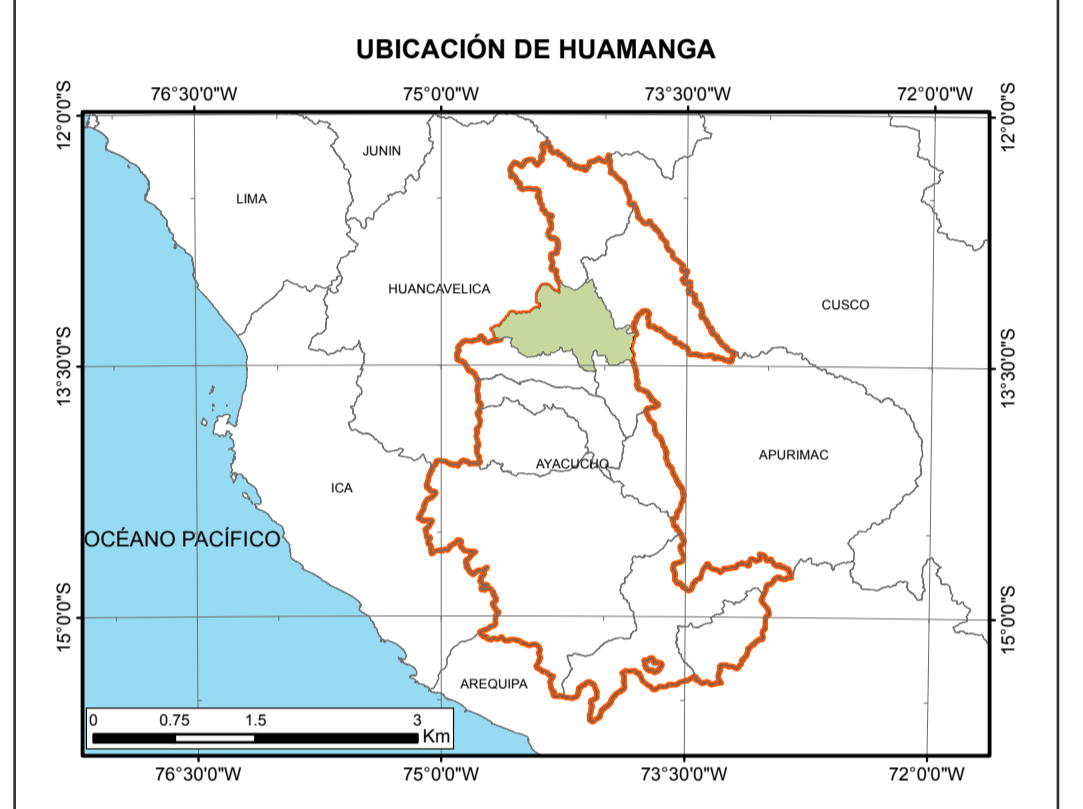 UBICACIÓN DE HUAMANGA
76°30'0"W 75°0'0"W 73°30'0"W 72°0'0"W
12°0'0"S
12°0'0"S
JUNIN
LIMA
HUANCAVELICA
CUSCO
13°30'0"S
13°30'0"S
AYACUCHO
APURIMAC
ICA
OCÉANO PACÍFICO
15°0'0"S
15°0'0"S
AREQUIPA
0 0.75 1.5 3
Km
76°30'0"W 75°0'0"W 73°30'0"W 72°0'0"W